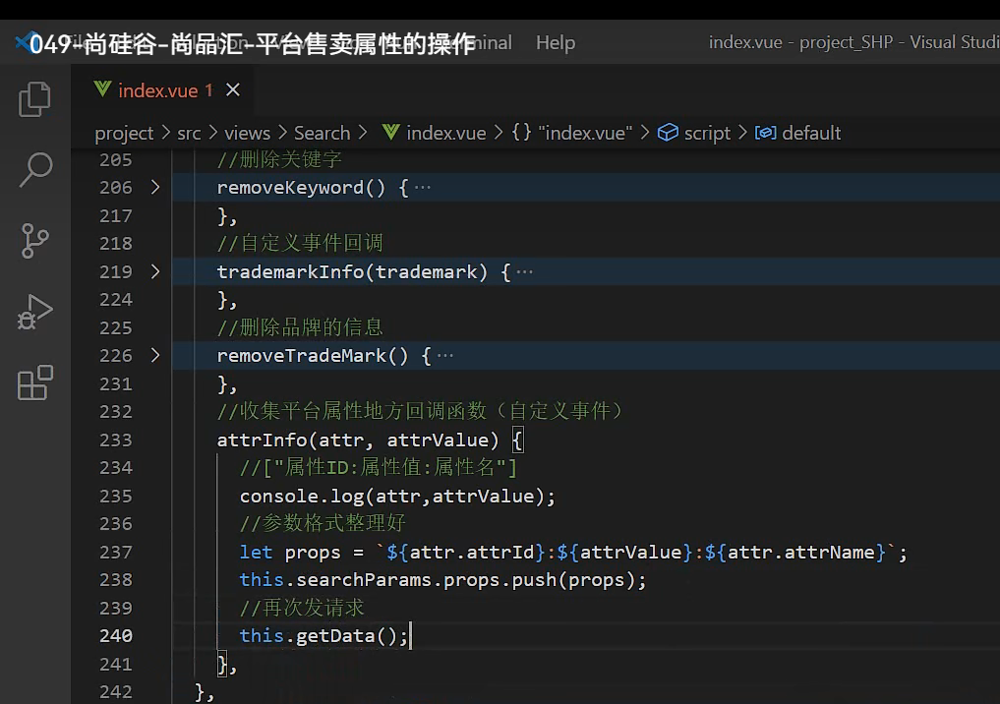 049-尚硅谷-尚品汇-平台售卖属性的操作
Help
index.vue - project_SHP - Visual Studi
index.vue 1
project > src > views > Search > index.vue > {} "index.vue" > script > default
205 //删除关键字
206 removeKeyword() {···
217 },
218 //自定义事件回调
219 trademarkInfo(trademark) {···
224 },
225 //删除品牌的信息
226 removeTradeMark() {···
231 },
232 //收集平台属性地方回调函数（自定义事件）
233 attrInfo(attr, attrValue) {
234 //["属性ID:属性值:属性名"]
235 console.log(attr,attrValue);
236 //参数格式整理好
237 let props = `${attr.attrId}:${attrValue}:${attr.attrName}`;
238 this.searchParams.props.push(props);
239 //再次发请求
240 this.getData();
241 },
242 },